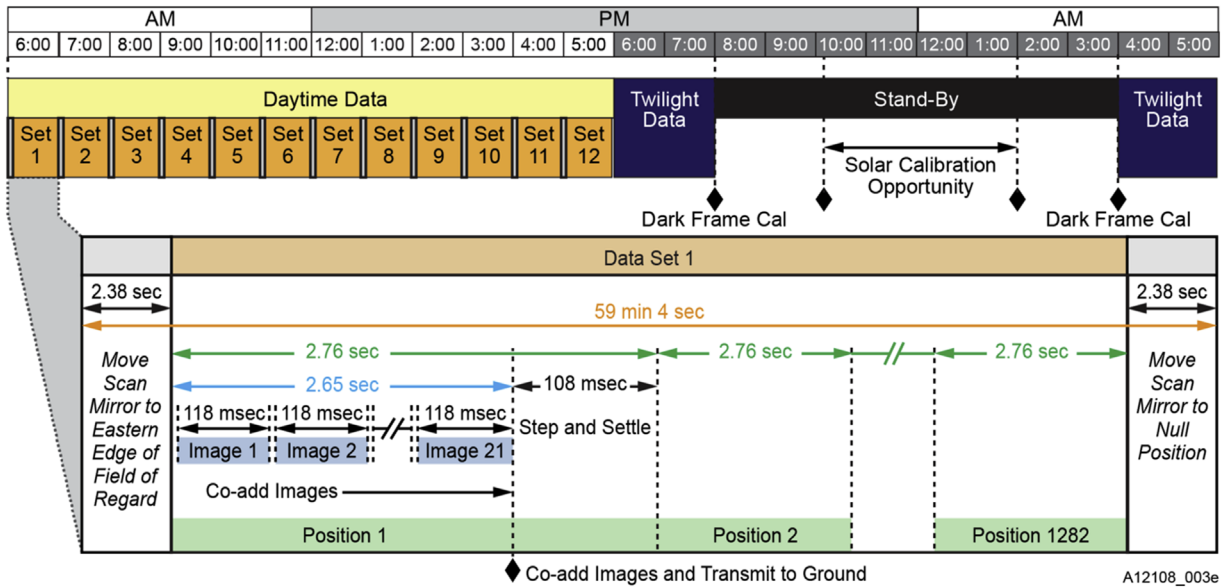 AM PM AM
6:00 7:00 8:00 9:00 10:00 11:00 12:00 1:00 2:00 3:00 4:00 5:00 6:00 7:00 8:00 9:00 10:00 11:00 12:00 1:00 2:00 3:00 4:00 5:00
Daytime Data
Twilight
Data
Stand-By
Twilight
Data
Set
1
Set
2
Set
3
Set
4
Set
5
Set
6
Set
7
Set
8
Set
9
Set
10
Set
11
Set
12
Solar Calibration
Opportunity
Dark Frame Cal
Dark Frame Cal
Data Set 1
2.38 sec
2.38 sec
59 min 4 sec
Move
Scan
Mirror to
Eastern
Edge of
Field of
Regard
2.76 sec
2.76 sec
2.76 sec
2.65 sec
108 msec
118 msec
118 msec
118 msec
Step and Settle
Image 1
Image 2
Image 21
Co-add Images
Position 1
Position 2
Position 1282
Move
Scan
Mirror to
Null
Position
Co-add Images and Transmit to Ground
A12108_003e